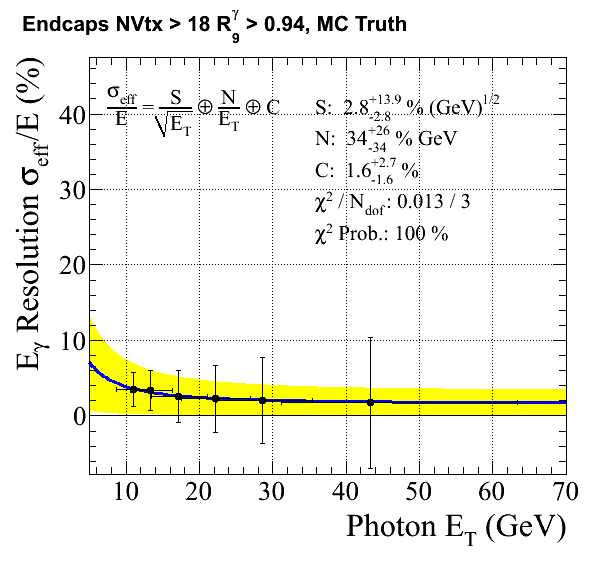 Endcaps NVtx > 18 R₉ᵞ > 0.94, MC Truth
σ_eff/E = S/√E_T ⊕ N/E_T ⊕ C
S: 2.8 +13.9 -2.8 % (GeV)^1/2
N: 34 +26 -34 % GeV
C: 1.6 +2.7 -1.6 %
χ² / N_dof: 0.013 / 3
χ² Prob.: 100 %
E_γ Resolution σ_eff/E (%)
40
30
20
10
0
10 20 30 40 50 60 70
Photon E_T (GeV)